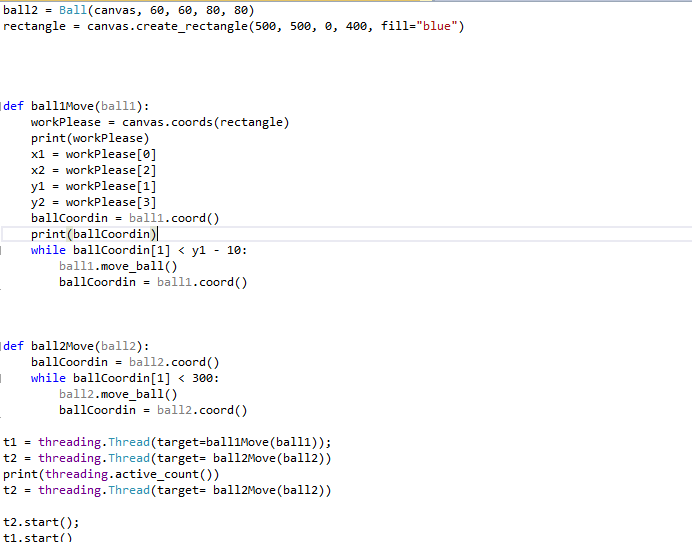 ball2 = Ball(canvas, 60, 60, 80, 80)
rectangle = canvas.create_rectangle(500, 500, 0, 400, fill="blue")
def ball1Move(ball1):
workPlease = canvas.coords(rectangle)
print(workPlease)
x1 = workPlease[0]
x2 = workPlease[2]
y1 = workPlease[1]
y2 = workPlease[3]
ballCoordin = ball1.coord()
print(ballCoordin)
while ballCoordin[1] < y1 - 10:
ball1.move_ball()
ballCoordin = ball1.coord()
def ball2Move(ball2):
ballCoordin = ball2.coord()
while ballCoordin[1] < 300:
ball2.move_ball()
ballCoordin = ball2.coord()
t1 = threading.Thread(target=ball1Move(ball1));
t2 = threading.Thread(target= ball2Move(ball2))
print(threading.active_count())
t2 = threading.Thread(target= ball2Move(ball2))
t2.start();
t1.start()